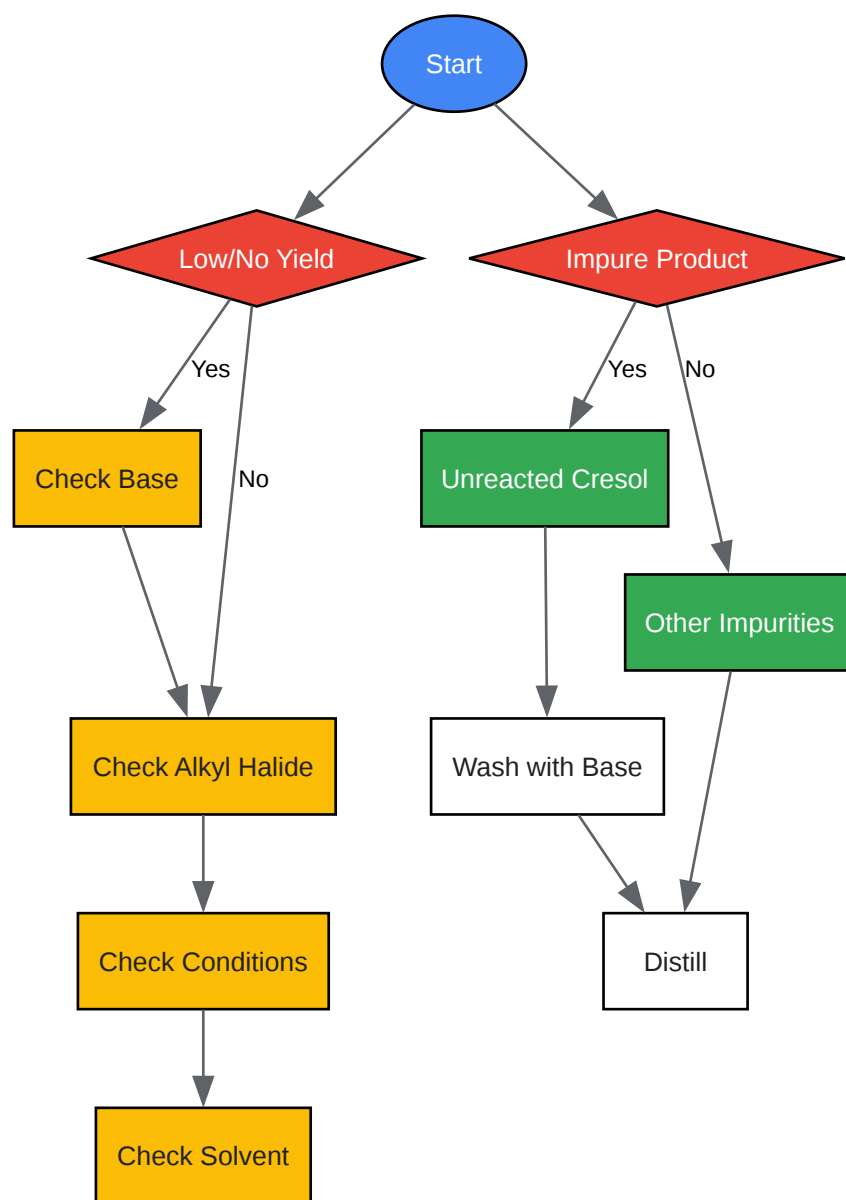 Start
Low/No Yield
Impure Product
Yes
Yes
No
Check Base
No
Unreacted Cresol
Other Impurities
Check Alkyl Halide
Wash with Base
Check Conditions
Distill
Check Solvent